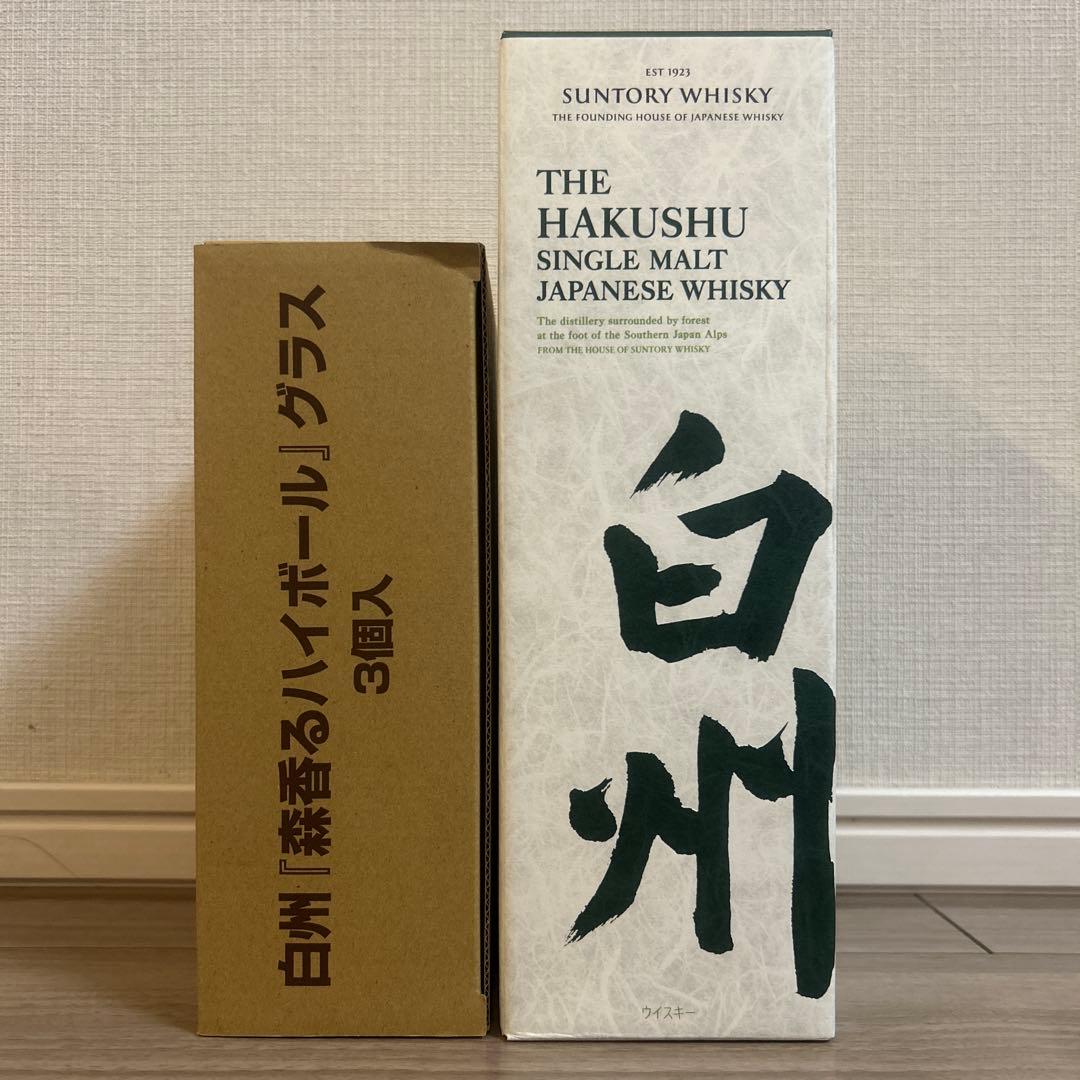 白州『森香るハイボール』グラス
3個入
EST 1923
SUNTORY WHISKY
THE FOUNDING HOUSE OF JAPANESE WHISKY
THE
HAKUSHU
SINGLE MALT
JAPANESE WHISKY
The distillery surrounded by forest
at the foot of the Southern Japan Alps
FROM THE HOUSE OF SUNTORY WHISKY
白州
ウイスキー